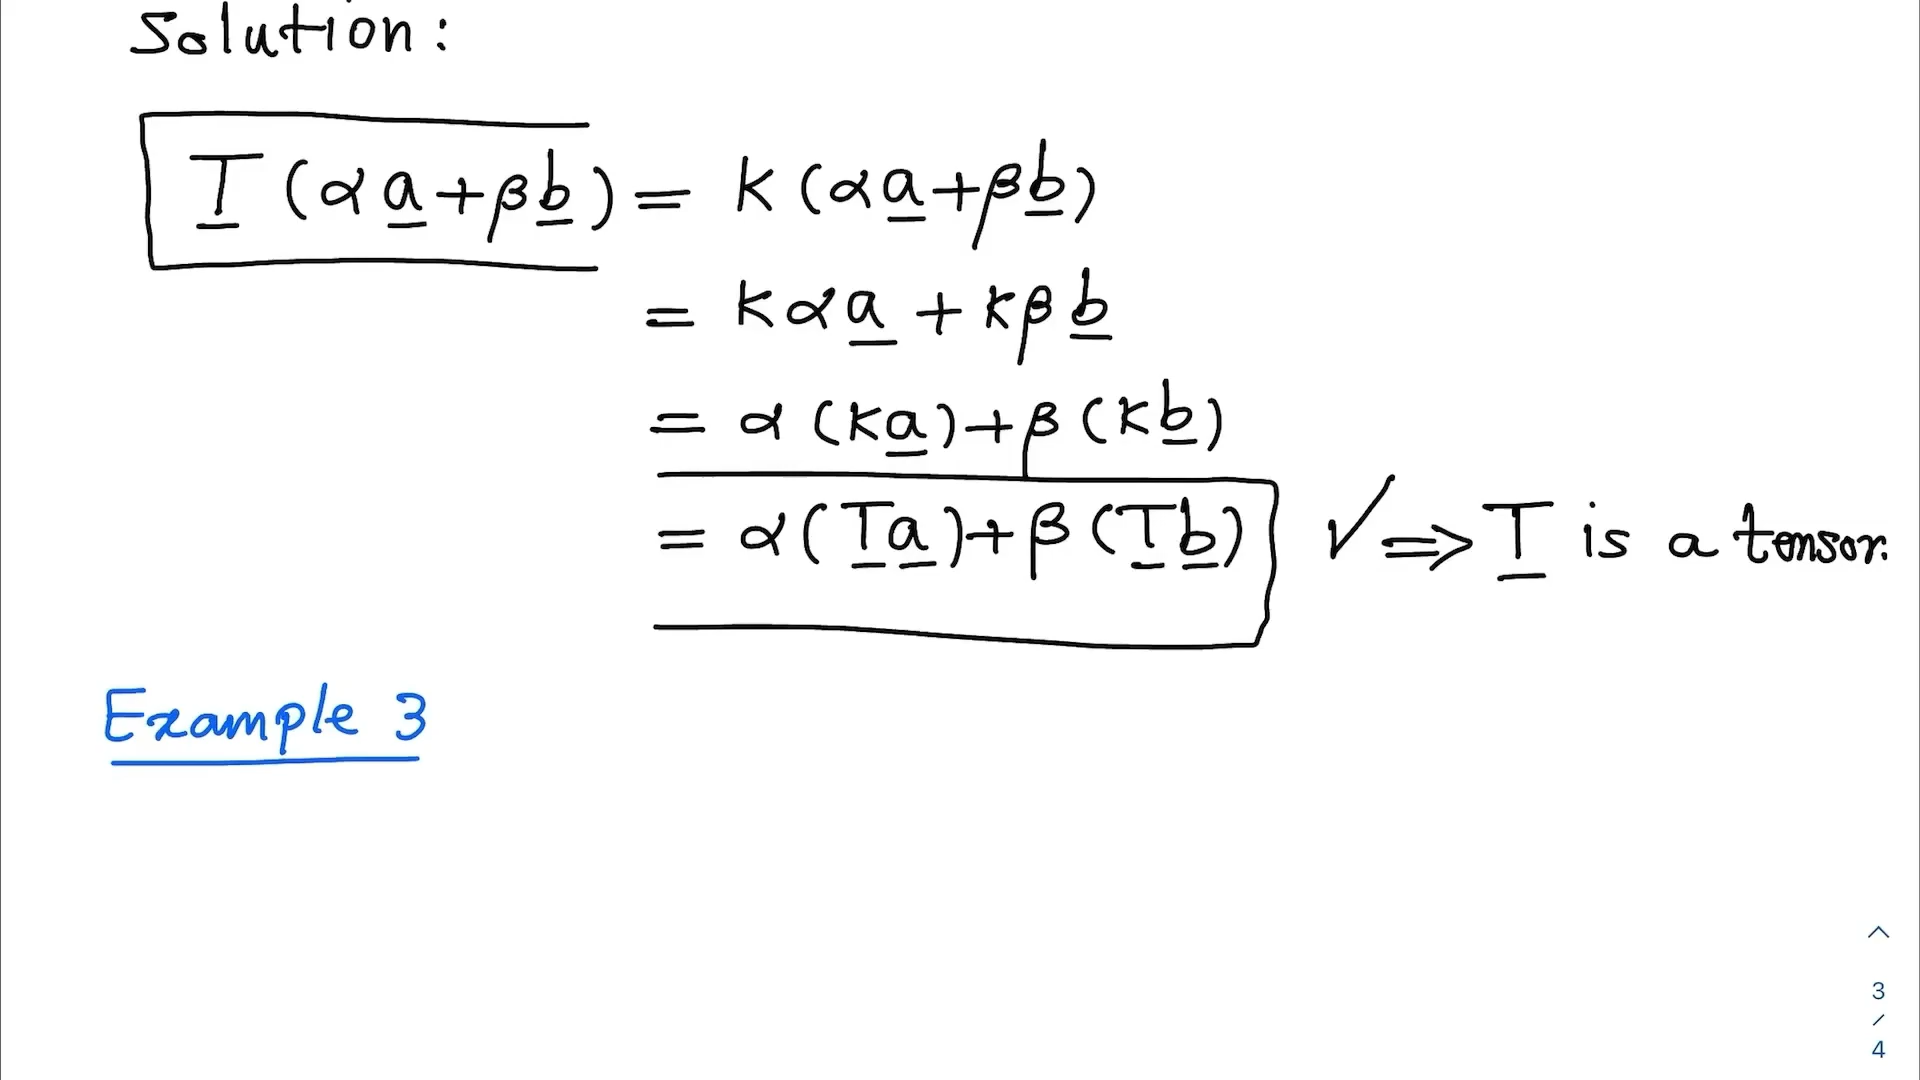 Solution:
T(αa+βb) = K(αa+βb)
= Kαa + Kβb
= α(Ka)+β(Kb)
= α(Ta)+β(Tb) ✓ ⇒ T is a tensor.
Example 3
^
3
/
4